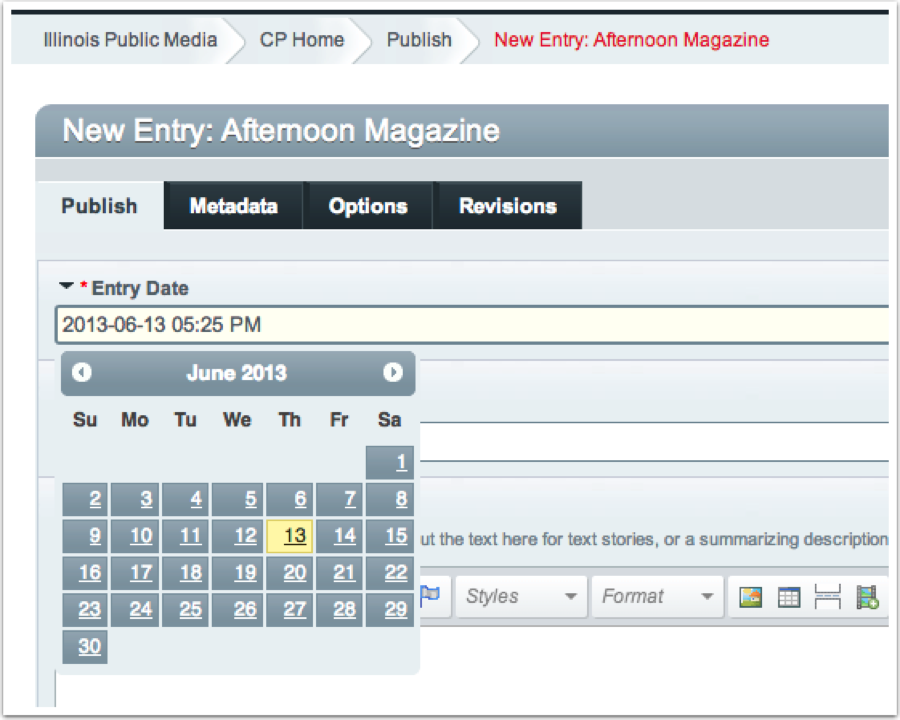 Illinois Public Media CP Home Publish New Entry: Afternoon Magazine
New Entry: Afternoon Magazine
Publish Metadata Options Revisions
* Entry Date
2013-06-13 05:25 PM
June 2013
Su Mo Tu We Th Fr Sa
1
2 3 4 5 6 7 8
9 10 11 12 13 14 15
ut the text here for text stories, or a summarizing description
16 17 18 19 20 21 22
Styles Format
23 24 25 26 27 28 29
30